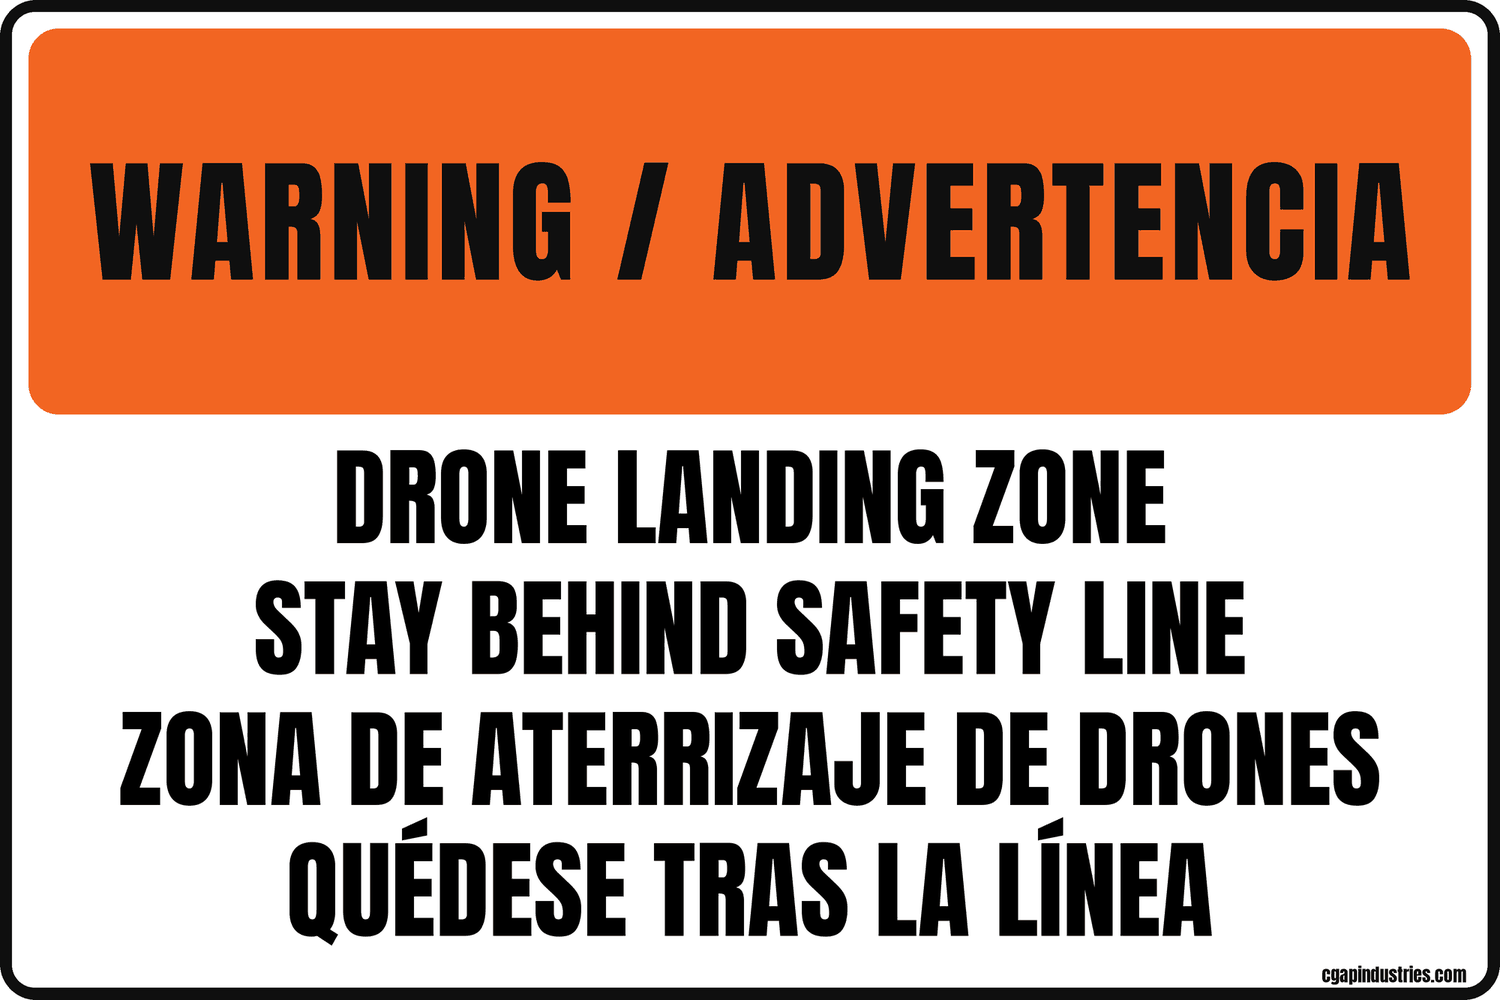 WARNING / ADVERTENCIA
DRONE LANDING ZONE
STAY BEHIND SAFETY LINE
ZONA DE ATERRIZAJE DE DRONES
QUÉDESE TRAS LA LÍNEA
cgapindustries.com